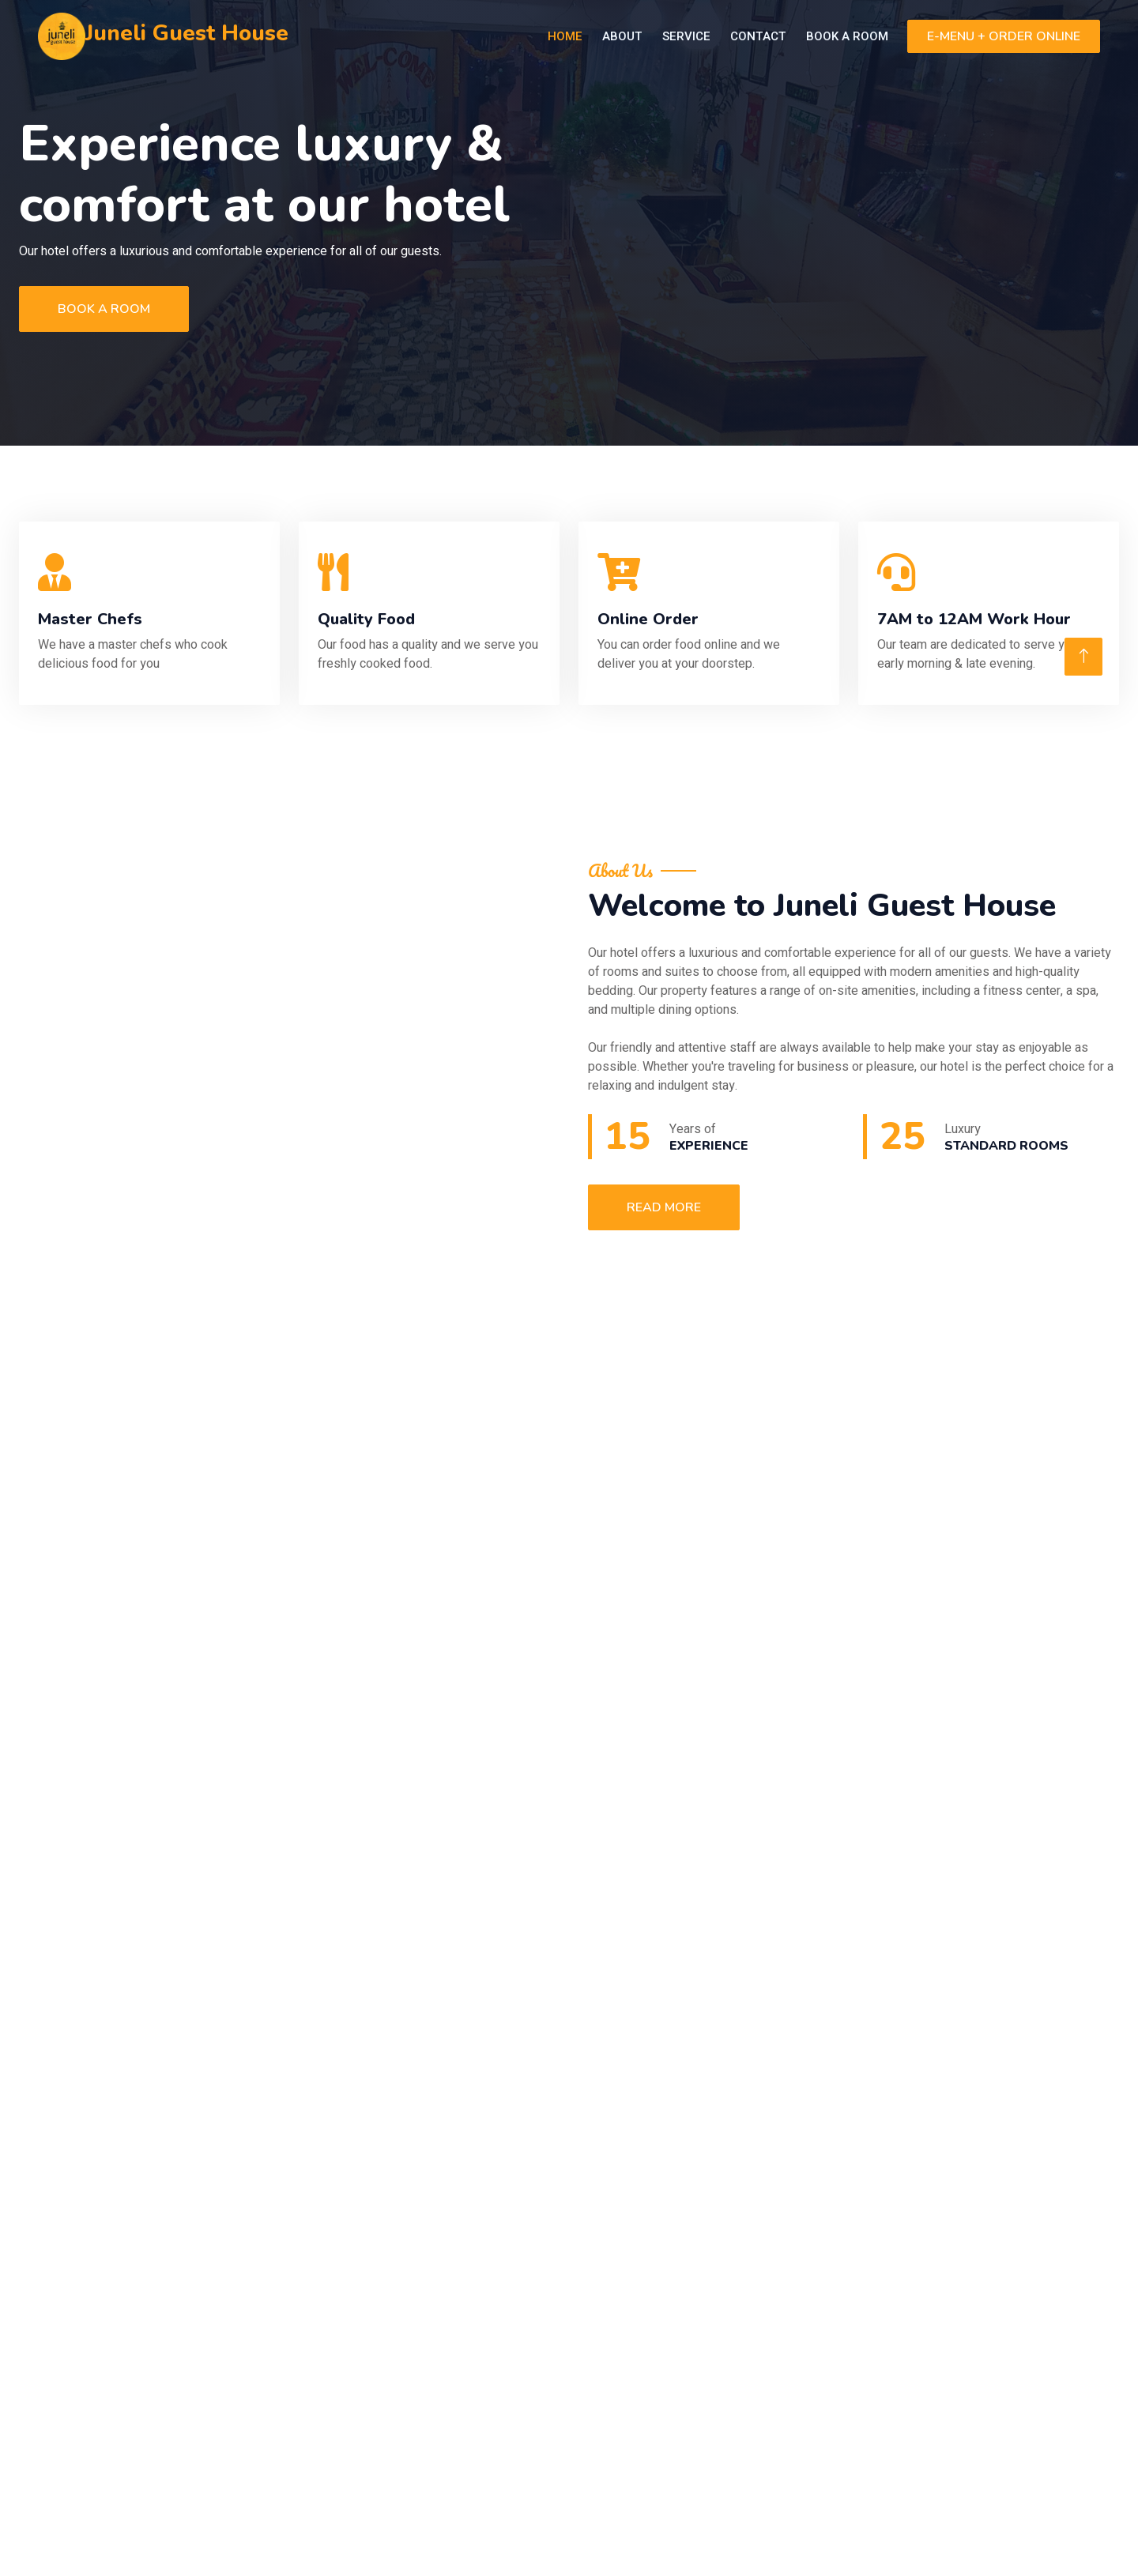 juneli
guest house
Juneli Guest House
HOME
ABOUT
SERVICE
CONTACT
BOOK A ROOM
E-MENU + ORDER ONLINE
WELL-COME
JUNELI
HOUSE
Experience luxury &
comfort at our hotel
Our hotel offers a luxurious and comfortable experience for all of our guests.
BOOK A ROOM
Master Chefs
We have a master chefs who cook
delicious food for you
Quality Food
Our food has a quality and we serve you
freshly cooked food.
Online Order
You can order food online and we
deliver you at your doorstep.
7AM to 12AM Work Hour
Our team are dedicated to serve
early morning & late evening.
About Us
Welcome to Juneli Guest House
Our hotel offers a luxurious and comfortable experience for all of our guests. We have a variety
of rooms and suites to choose from, all equipped with modern amenities and high-quality
bedding. Our property features a range of on-site amenities, including a fitness center, a spa,
and multiple dining options.
Our friendly and attentive staff are always available to help make your stay as enjoyable as
possible. Whether you're traveling for business or pleasure, our hotel is the perfect choice for a
relaxing and indulgent stay.
15
Years of
EXPERIENCE
25
Luxury
STANDARD ROOMS
READ MORE